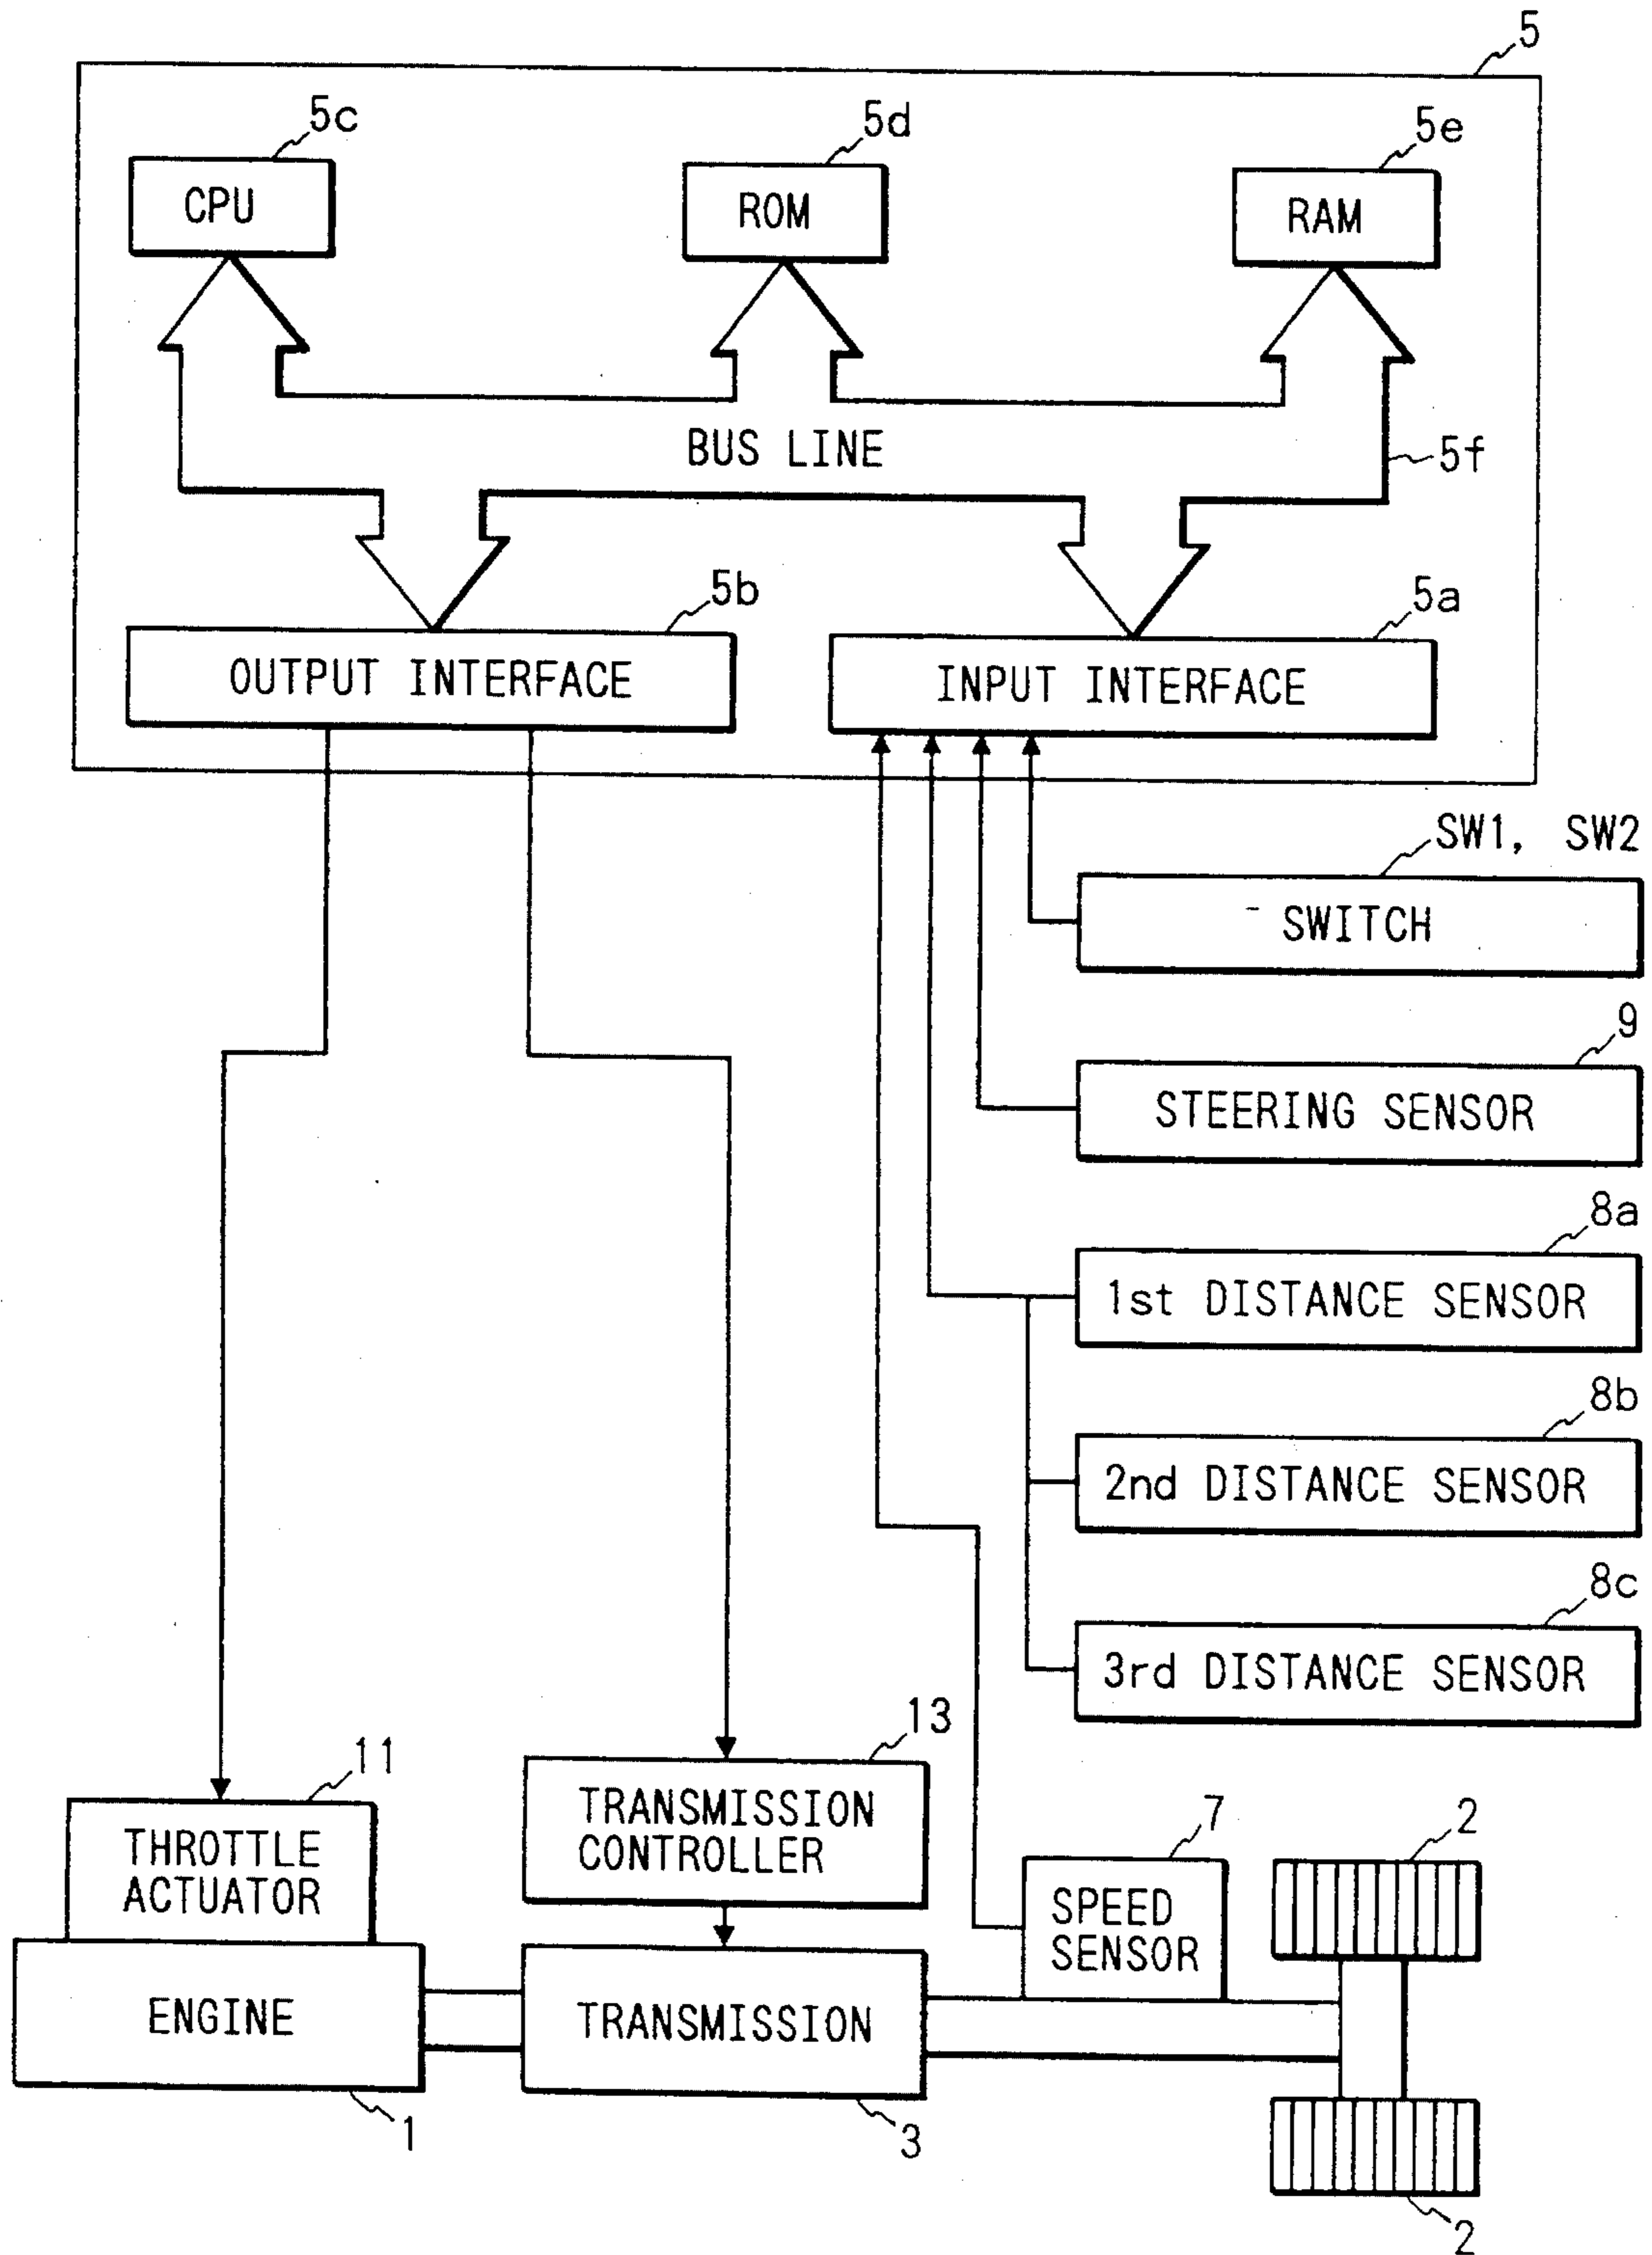 5
5c
5d
5e
CPU
ROM
RAM
BUS LINE
5f
5b
5a
OUTPUT INTERFACE
INPUT INTERFACE
SW1, SW2
SWITCH
9
STEERING SENSOR
8a
1st DISTANCE SENSOR
8b
2nd DISTANCE SENSOR
8c
3rd DISTANCE SENSOR
13
11
TRANSMISSION
CONTROLLER
7
2
THROTTLE
ACTUATOR
SPEED
SENSOR
ENGINE
TRANSMISSION
1
3
2